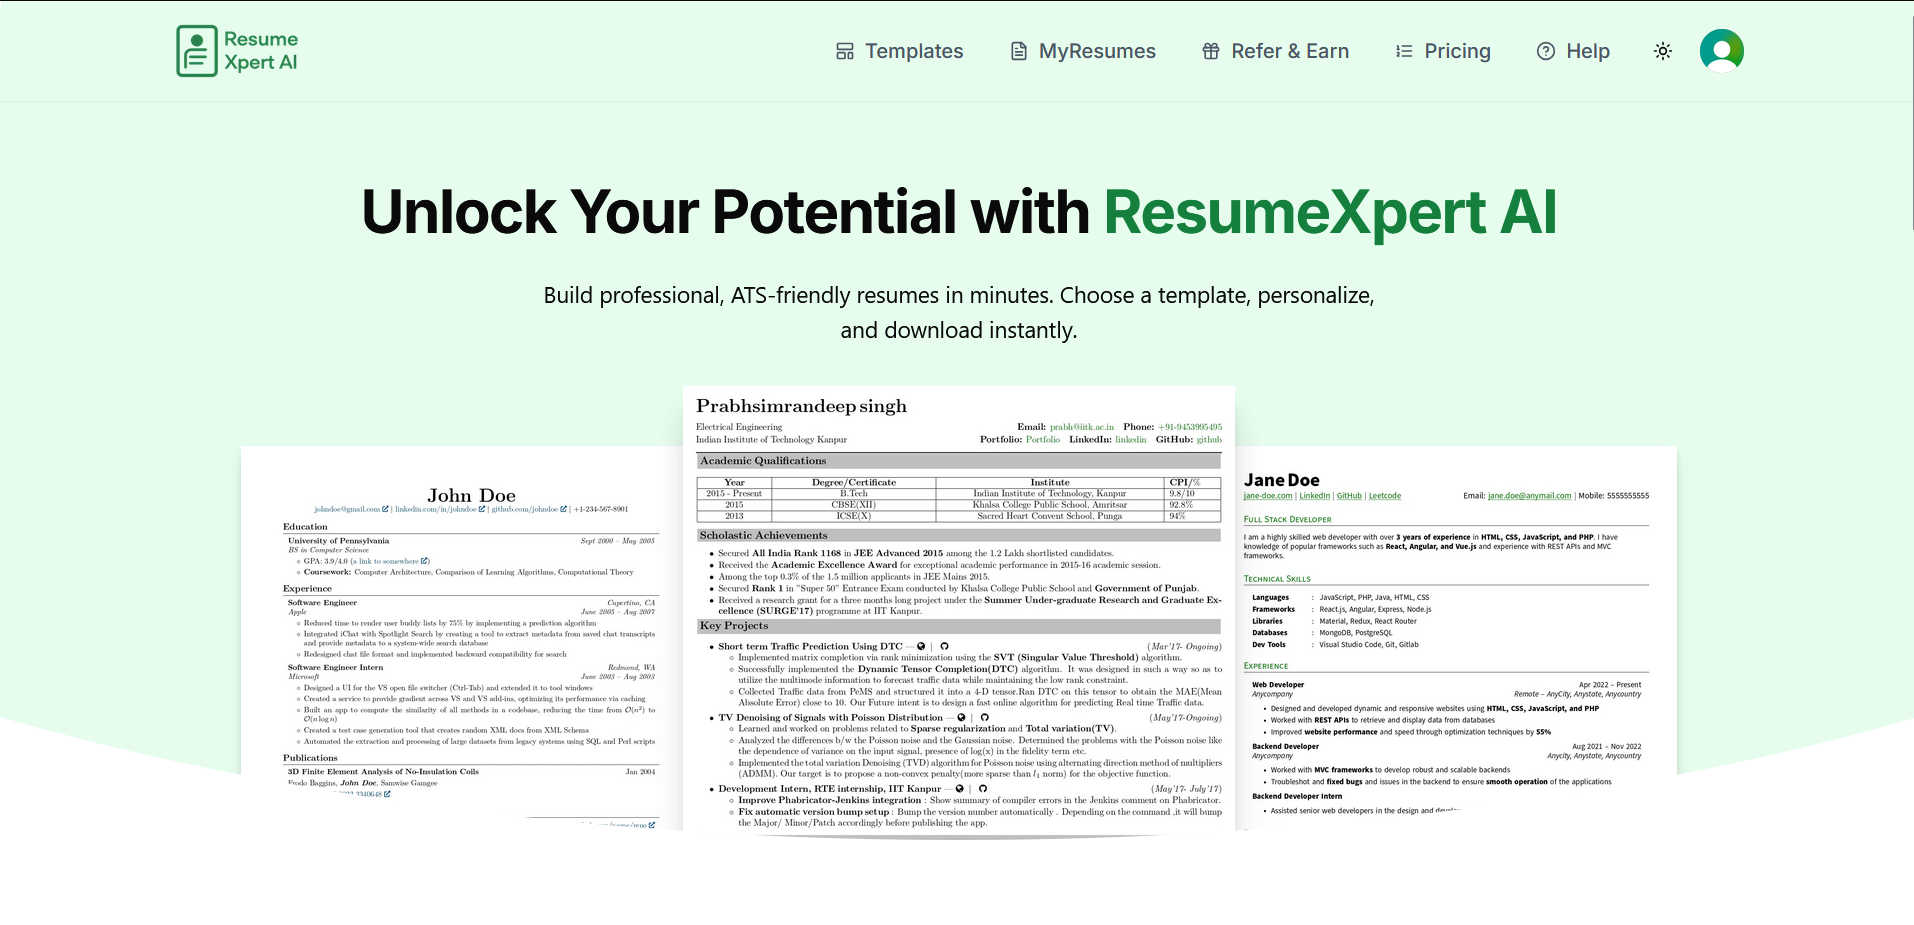 Resume
Xpert AI
Templates
MyResumes
Refer & Earn
Pricing
Help
Unlock Your Potential with ResumeXpert AI
Build professional, ATS-friendly resumes in minutes. Choose a template, personalize,
and download instantly.
John Doe
johndoe@gmail.com | linkedin.com/in/johndoe | github.com/johndoe | +1-234-567-8901
Education
University of Pennsylvania Sept 2000 – May 2005
BS in Computer Science
◦ GPA: 3.9/4.0 (a link to somewhere)
◦ Coursework: Computer Architecture, Comparison of Learning Algorithms, Computational Theory
Experience
Software Engineer Cupertino, CA
Apple June 2005 – Aug 2007
◦ Reduced time to render user buddy lists by 75% by implementing a prediction algorithm
◦ Integrated iChat with Spotlight Search by creating a tool to extract metadata from saved chat transcripts
and provide metadata to a system-wide search database
◦ Redesigned chat file format and implemented backward compatibility for search
Software Engineer Intern Redmond, WA
Microsoft June 2003 – Aug 2003
◦ Designed a UI for the VS open file switcher (Ctrl-Tab) and extended it to tool windows
◦ Created a service to provide gradient across VS and VS add-ins, optimizing its performance via caching
◦ Built an app to compute the similarity of all methods in a codebase, reducing the time from O(n²) to
O(n log n)
◦ Created a test case generation tool that creates random XML docs from XML Schema
◦ Automated the extraction and processing of large datasets from legacy systems using SQL and Perl scripts
Publications
3D Finite Element Analysis of No-Insulation Coils Jan 2004
Frodo Baggins, John Doe, Samwise Gamgee
3340648
Prabhsimrandeep singh
Electrical Engineering Email: prabh@iitk.ac.in Phone: +91-9453995495
Indian Institute of Technology Kanpur Portfolio: Portfolio LinkedIn: linkedin GitHub: github
Academic Qualifications
Year Degree/Certificate Institute CPI/%
2015 - Present B.Tech Indian Institute of Technology, Kanpur 9.8/10
2015 CBSE(XII) Khalsa College Public School, Amritsar 92.8%
2013 ICSE(X) Sacred Heart Convent School, Punga 94%
Scholastic Achievements
• Secured All India Rank 1168 in JEE Advanced 2015 among the 1.2 Lakh shortlisted candidates.
• Received the Academic Excellence Award for exceptional academic performance in 2015-16 academic session.
• Among the top 0.3% of the 1.5 million applicants in JEE Mains 2015.
• Secured Rank 1 in "Super 50" Entrance Exam conducted by Khalsa College Public School and Government of Punjab.
• Received a research grant for a three months long project under the Summer Under-graduate Research and Graduate Ex-
cellence (SURGE'17) programme at IIT Kanpur.
Key Projects
• Short term Traffic Prediction Using DTC — | (Mar'17- Ongoing)
◦ Implemented matrix completion via rank minimization using the SVT (Singular Value Threshold) algorithm.
◦ Successfully implemented the Dynamic Tensor Completion(DTC) algorithm. It was designed in such a way so as to
utilize the multimode information to forecast traffic data while maintaining the low rank constraint.
◦ Collected Traffic data from PeMS and structured it into a 4-D tensor.Ran DTC on this tensor to obtain the MAE(Mean
Absolute Error) close to 10. Our Future intent is to design a fast online algorithm for predicting Real time Traffic data.
• TV Denoising of Signals with Poisson Distribution — | (May'17-Ongoing)
◦ Learned and worked on problems related to Sparse regularization and Total variation(TV).
◦ Analyzed the differences b/w the Poisson noise and the Gaussian noise. Determined the problems with the Poisson noise like
the dependence of variance on the input signal, presence of log(x) in the fidelity term etc.
◦ Implemented the total variation Denoising (TVD) algorithm for Poisson noise using alternating direction method of multipliers
(ADMM). Our target is to propose a non-convex penalty(more sparse than l₁ norm) for the objective function.
• Development Intern, RTE internship, IIT Kanpur — | (May'17- July'17)
◦ Improve Phabricator-Jenkins integration : Show summary of compiler errors in the Jenkins comment on Phabricator.
◦ Fix automatic version bump setup : Bump the version number automatically . Depending on the command ,it will bump
the Major/ Minor/Patch accordingly before publishing the app.
Jane Doe
jane-doe.com | LinkedIn | GitHub | Leetcode Email: jane.doe@anymail.com | Mobile: 5555555555
Full Stack Developer
I am a highly skilled web developer with over 3 years of experience in HTML, CSS, JavaScript, and PHP. I have
knowledge of popular frameworks such as React, Angular, and Vue.js and experience with REST APIs and MVC
frameworks.
Technical Skills
Languages : JavaScript, PHP, Java, HTML, CSS
Frameworks : React.js, Angular, Express, Node.js
Libraries : Material, Redux, React Router
Databases : MongoDB, PostgreSQL
Dev Tools : Visual Studio Code, Git, Gitlab
Experience
Web Developer Apr 2022 – Present
Anycompany Remote – AnyCity, Anystate, Anycountry
• Designed and developed dynamic and responsive websites using HTML, CSS, JavaScript, and PHP
• Worked with REST APIs to retrieve and display data from databases
• Improved website performance and speed through optimization techniques by 55%
Backend Developer Aug 2021 – Nov 2022
Anycompany Anycity, Anystate, Anycountry
• Worked with MVC frameworks to develop robust and scalable backends
• Troubleshot and fixed bugs and issues in the backend to ensure smooth operation of the applications
Backend Developer Intern
• Assisted senior web developers in the design and